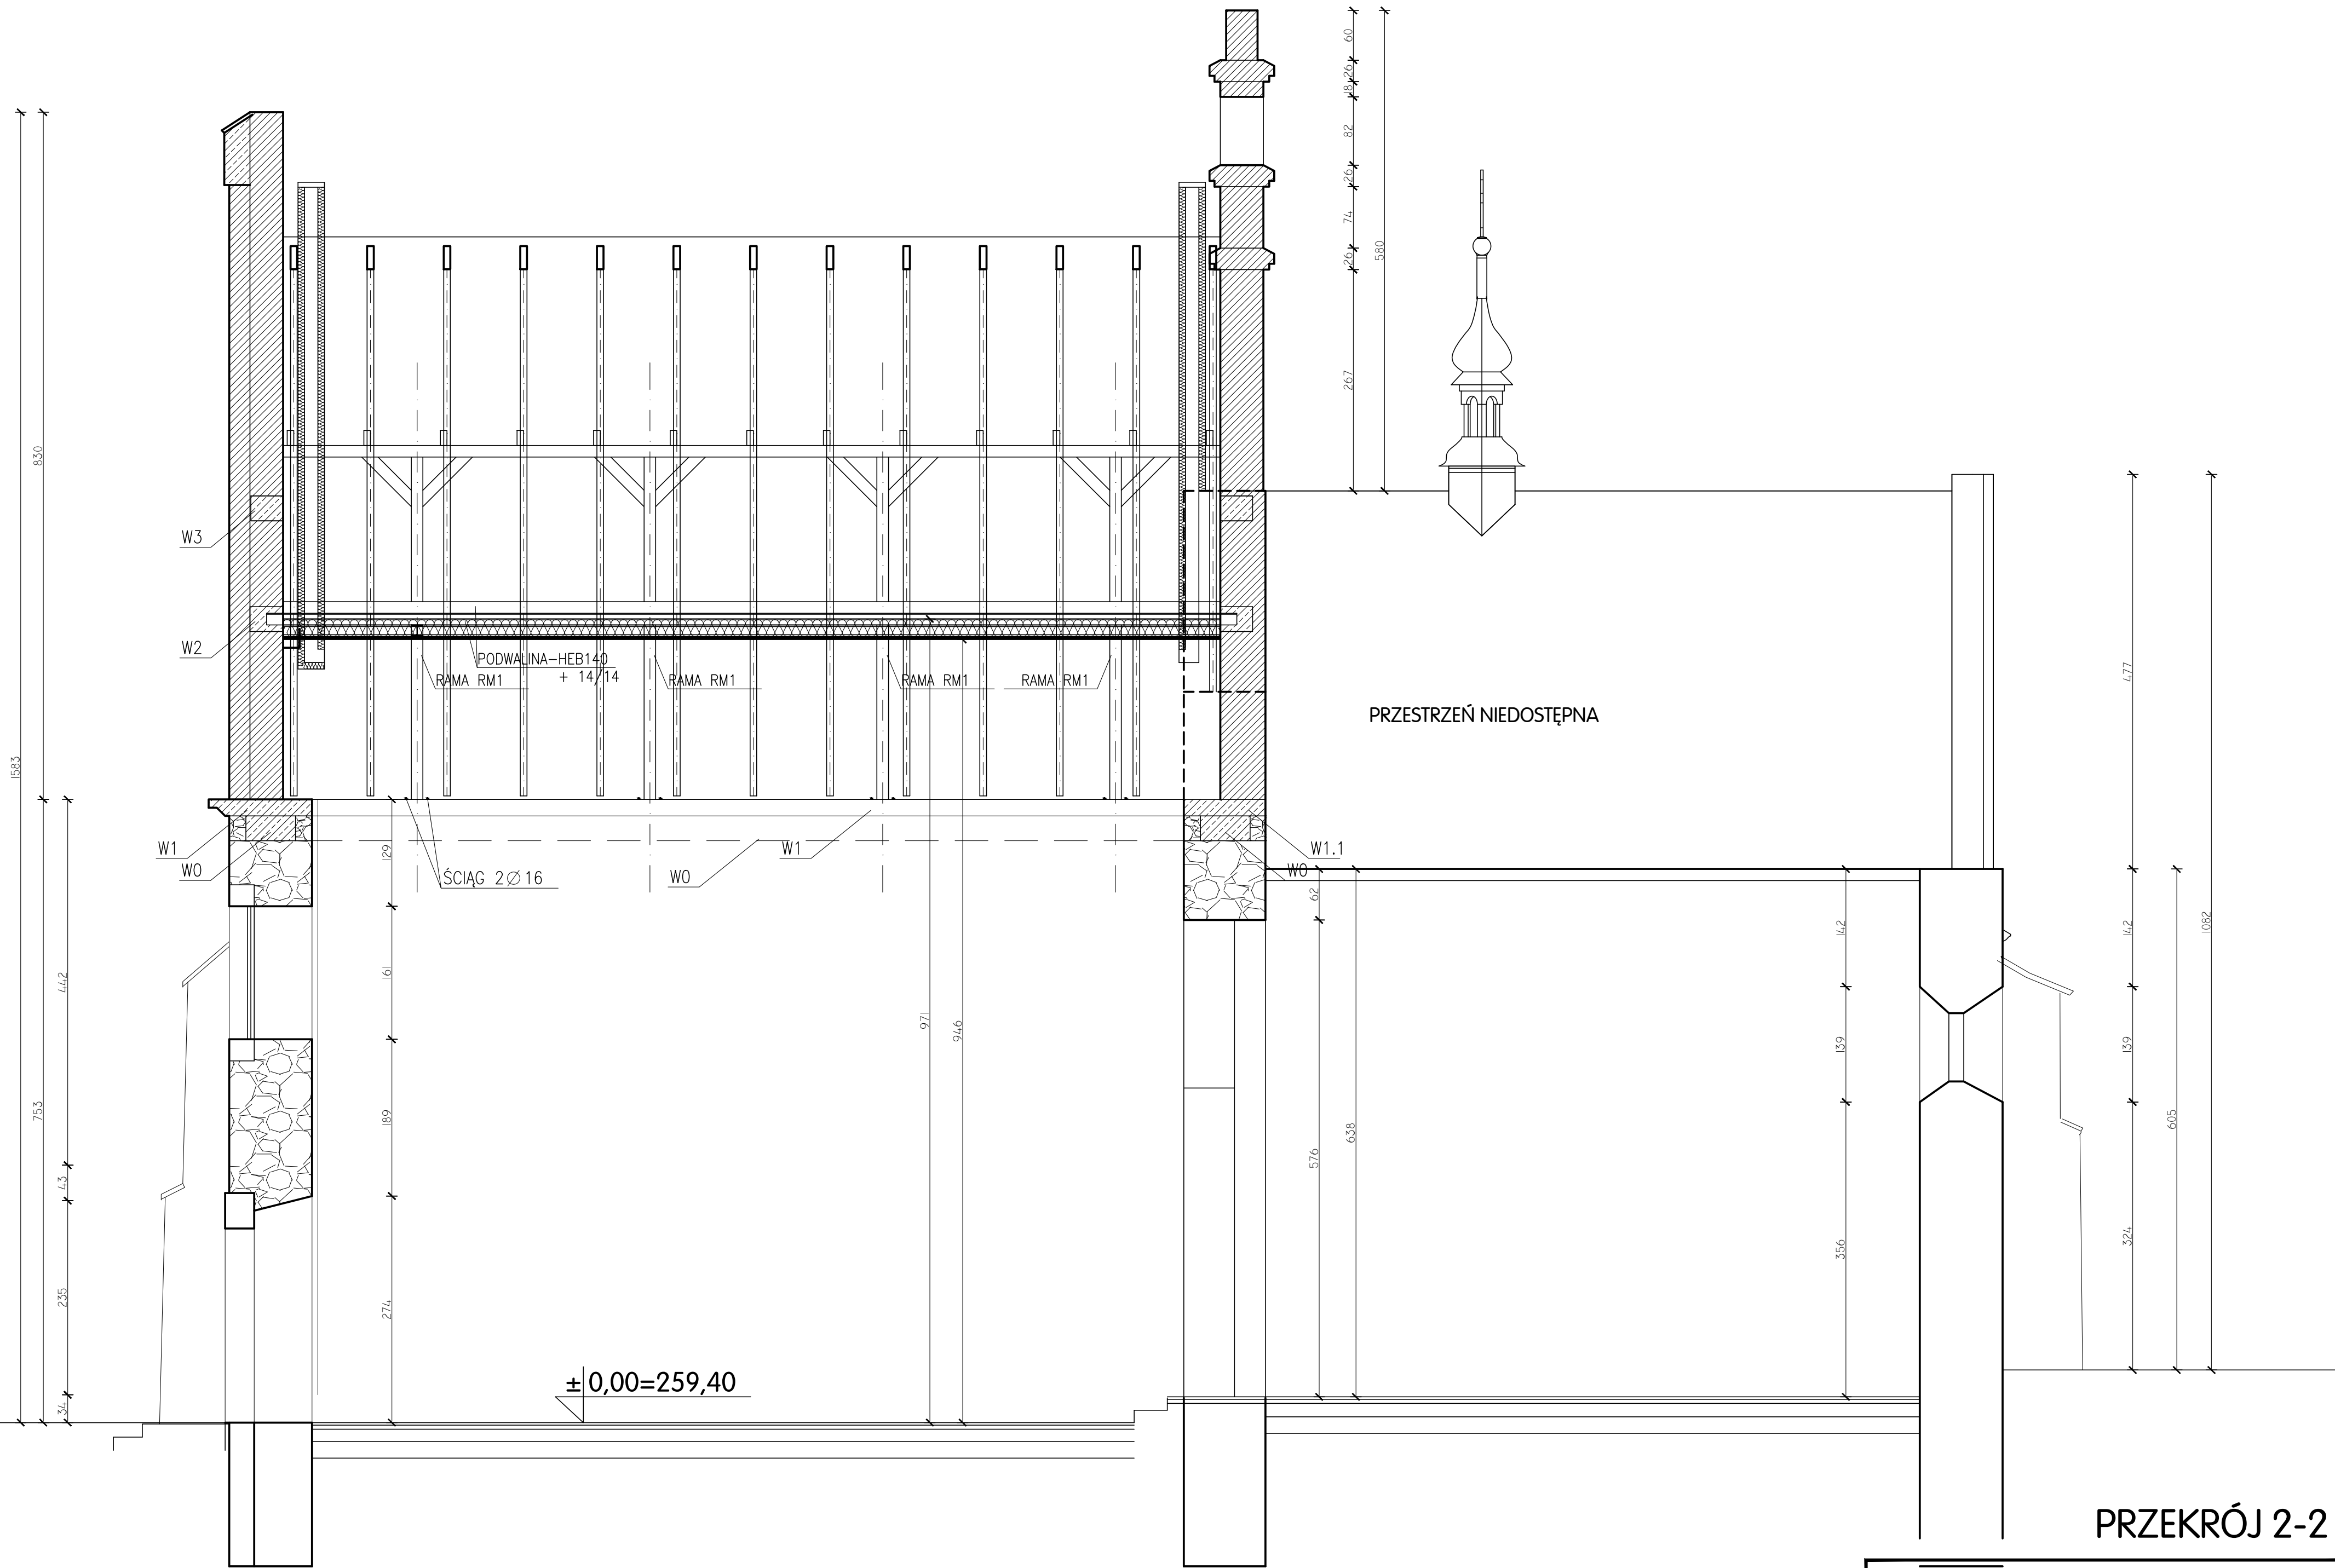 60
26
18
82
26
74
26
267
580
830
1583
W3
W2
PODWALINA-HEB140
+ 14/14
RAMA RM1
RAMA RM1
RAMA RM1
RAMA RM1
PRZESTRZEŃ NIEDOSTĘPNA
477
W1
W0
129
ŚCIĄG 2∅16
W0
W1
W1.1
W0
62
142
142
1082
442
161
971
946
139
139
753
189
576
638
605
43
235
274
356
324
34
± 0,00=259,40
PRZEKRÓJ 2-2